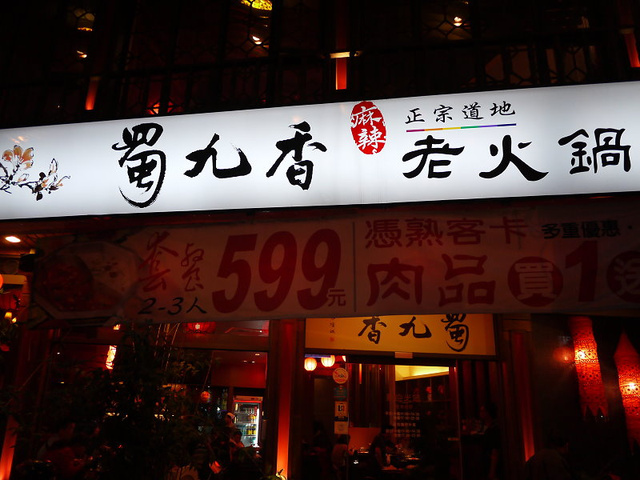 蜀九香
麻辣
正宗道地
老火鍋
套餐599元
2-3人
憑熟客卡
多重優惠
肉品買1送
香九蜀